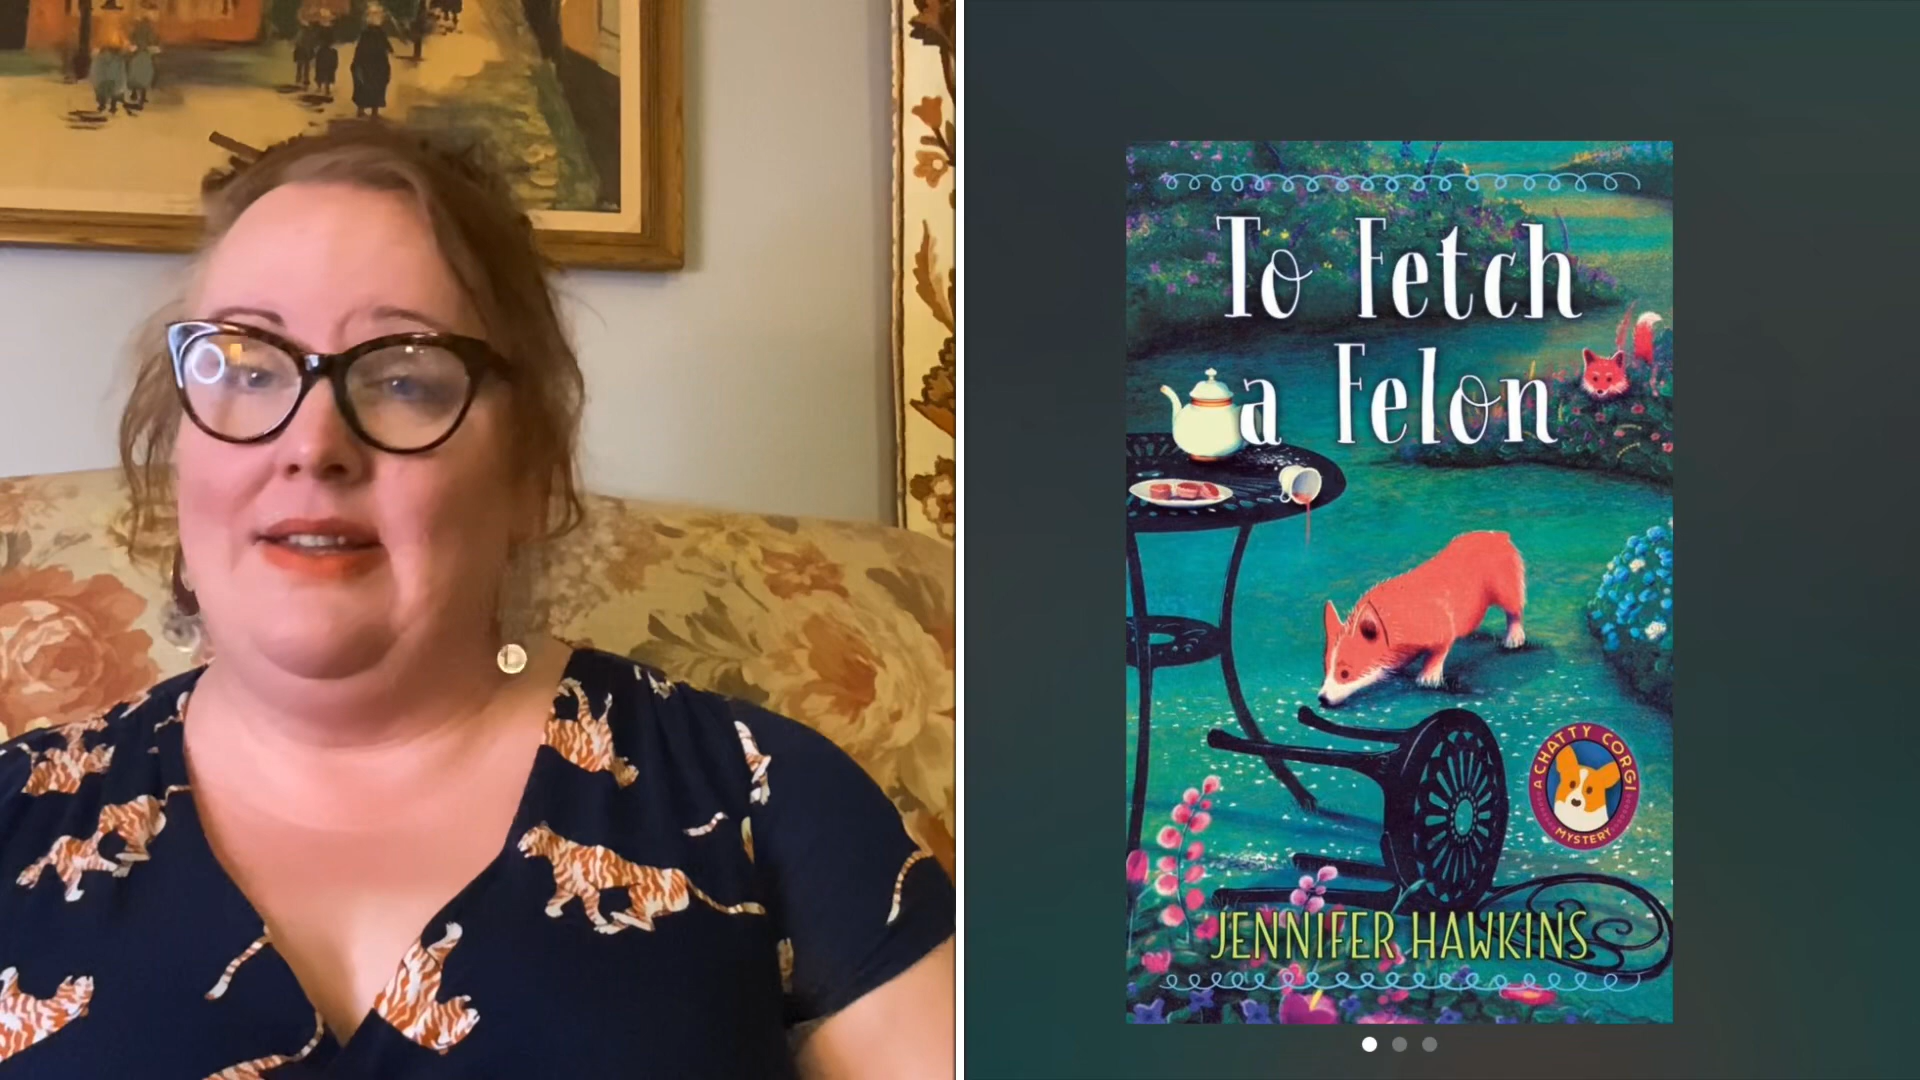 To Fetch
a Felon
A CHATTY CORGI
MYSTERY
JENNIFER HAWKINS